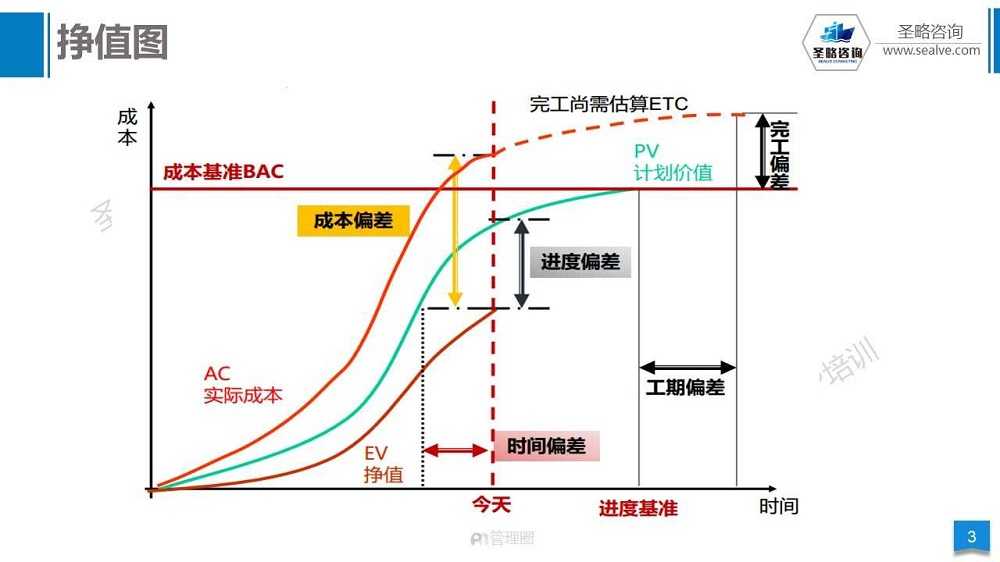 挣值图
圣略咨询
圣略咨询
www.sealve.com
成本
完工尚需估算ETC
PV
计划价值
完工偏差
成本基准BAC
成本偏差
进度偏差
AC
实际成本
工期偏差
EV
挣值
时间偏差
今天
进度基准
时间
管理圈
培训
圣
3